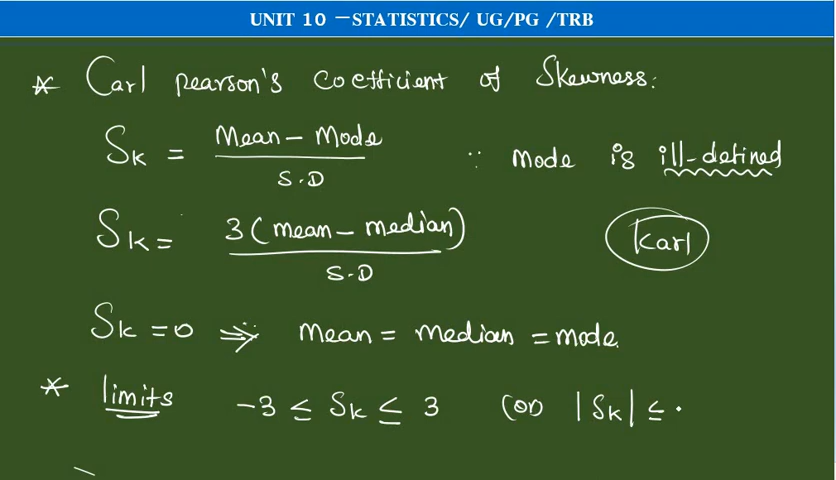 UNIT 10 -STATISTICS/ UG/PG /TRB
* Carl pearson's coefficient of Skewness:
Sk = Mean - Mode / S.D ∵ mode is ill-defined
Sk = 3(mean - median) / S.D Karl
Sk = 0 ⇒ mean = median = mode.
* limits -3 ≤ Sk ≤ 3 (or) |Sk| ≤